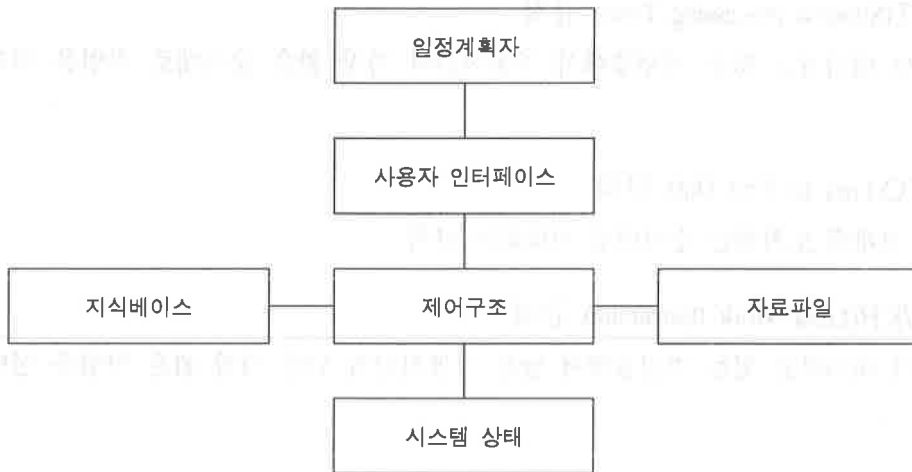 일정계획자
사용자 인터페이스
지식베이스
제어구조
자료파일
시스템 상태